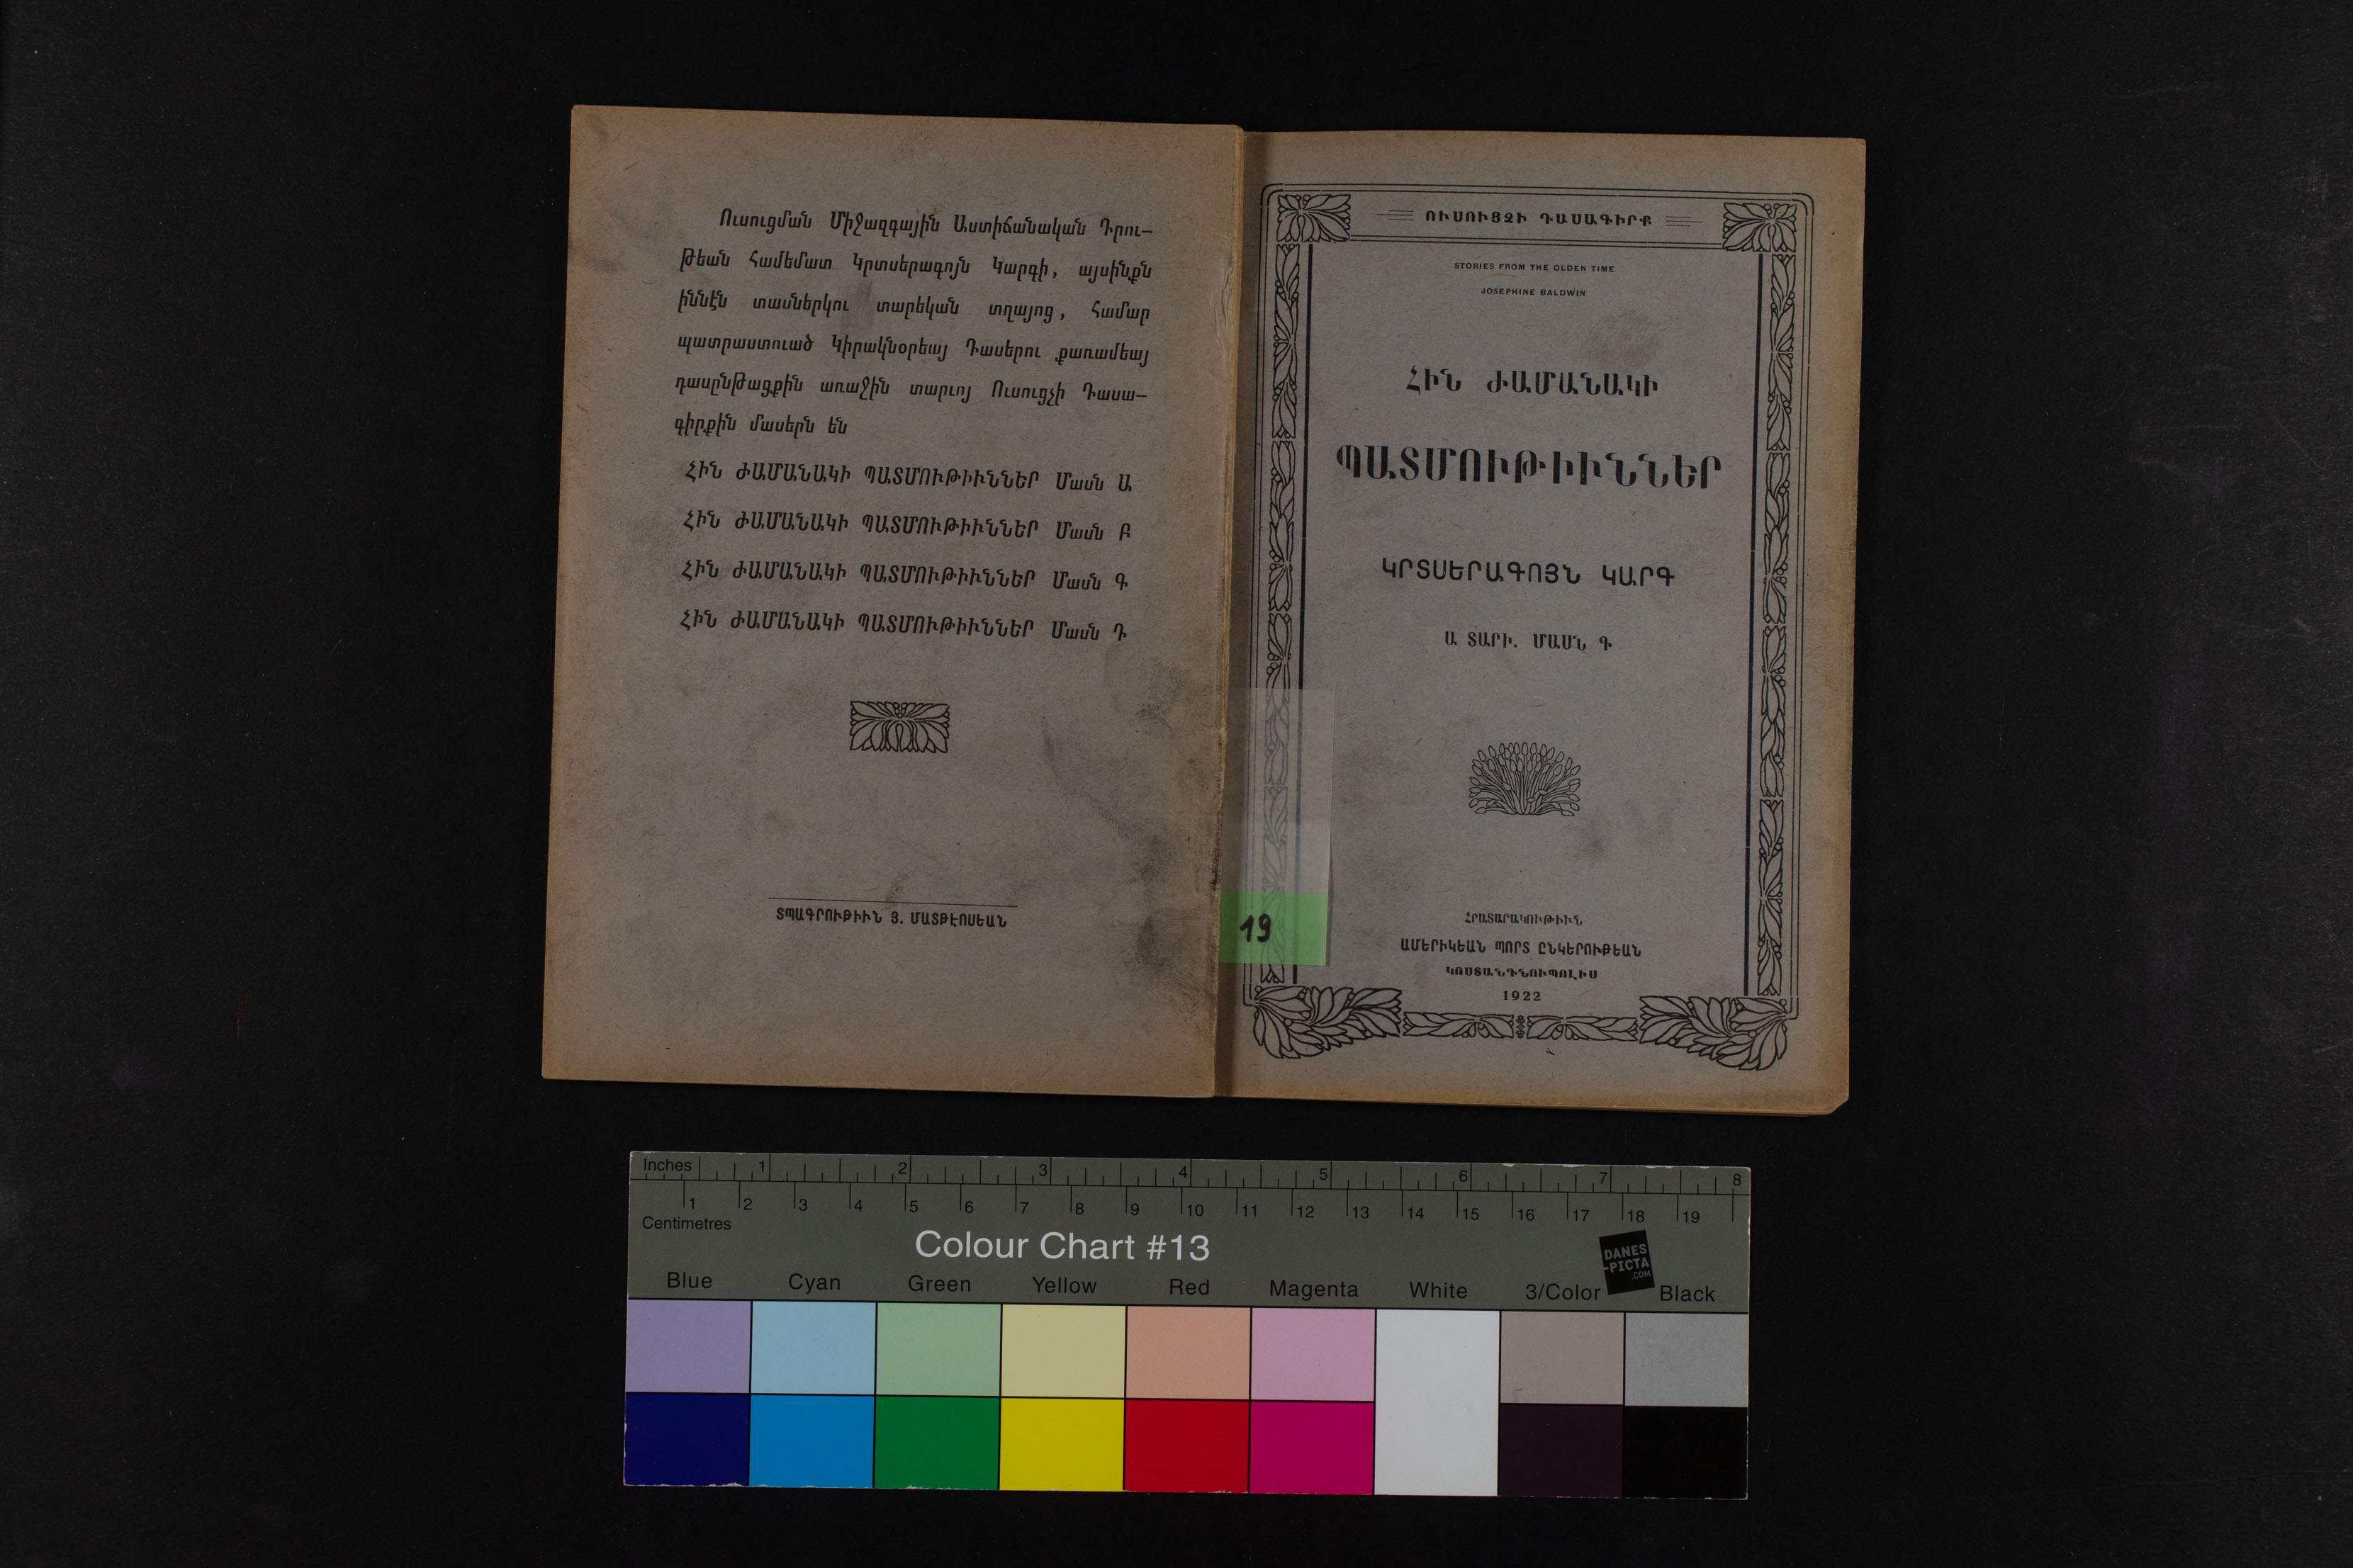 Ուսուցման Միջազգային Աստիճանական Դրու—
թեան Համեմատ Կրտսերագոյն Կարգի, այսինքն
իննէն տասներկու տարեկան տղայոց, Համար
պատրաստուած Կիրակնօրեայ Դասերու քառամեայ
դասընթացքին առաջին տարւոյ Ուսուցչի Դասա—
գիրքին մասերն են
ՀԻՆ ԺԱՄԱՆԱԿԻ ՊԱՏՄՈՒԹԻՒՆՆԵՐ Մասն Ա
ՀԻՆ ԺԱՄԱՆԱԿԻ ՊԱՏՄՈՒԹԻՒՆՆԵՐ Մասն Բ
ՀԻՆ ԺԱՄԱՆԱԿԻ ՊԱՏՄՈՒԹԻՒՆՆԵՐ Մասն Գ
ՀԻՆ ԺԱՄԱՆԱԿԻ ՊԱՏՄՈՒԹԻՒՆՆԵՐ Մասն Դ
ՏՊԱԳՐՈՒԹԻՒՆ Յ. ՄԱՏԹԷՈՍԵԱՆ
ՈՒՍՈՒՑՉԻ ԴԱՍԱԳԻՐՔ
STORIES FROM THE OLDEN TIME
JOSEPHINE BALDWIN
ՀԻՆ ԺԱՄԱՆԱԿԻ
ՊԱՏՄՈՒԹԻՒՆՆԵՐ
ԿՐՏՍԵՐԱԳՈՅՆ ԿԱՐԳ
Ա ՏԱՐԻ. ՄԱՍՆ Գ
19
ՀՐԱՏԱՐԱԿՈՒԹԻՒՆ
ԱՄԵՐԻԿԵԱՆ ՊՈՐՏ ԸՆԿԵՐՈՒԹԵԱՆ
ԿՈՍՏԱՆԴՆՈՒՊՈԼԻՍ
1922
Inches 1 2 3 4 5 6 7 8
1 2 3 4 5 6 7 8 9 10 11 12 13 14 15 16 17 18 19
Centimetres
Colour Chart #13
DANES
-PICTA
.COM
Blue Cyan Green Yellow Red Magenta White 3/Color Black